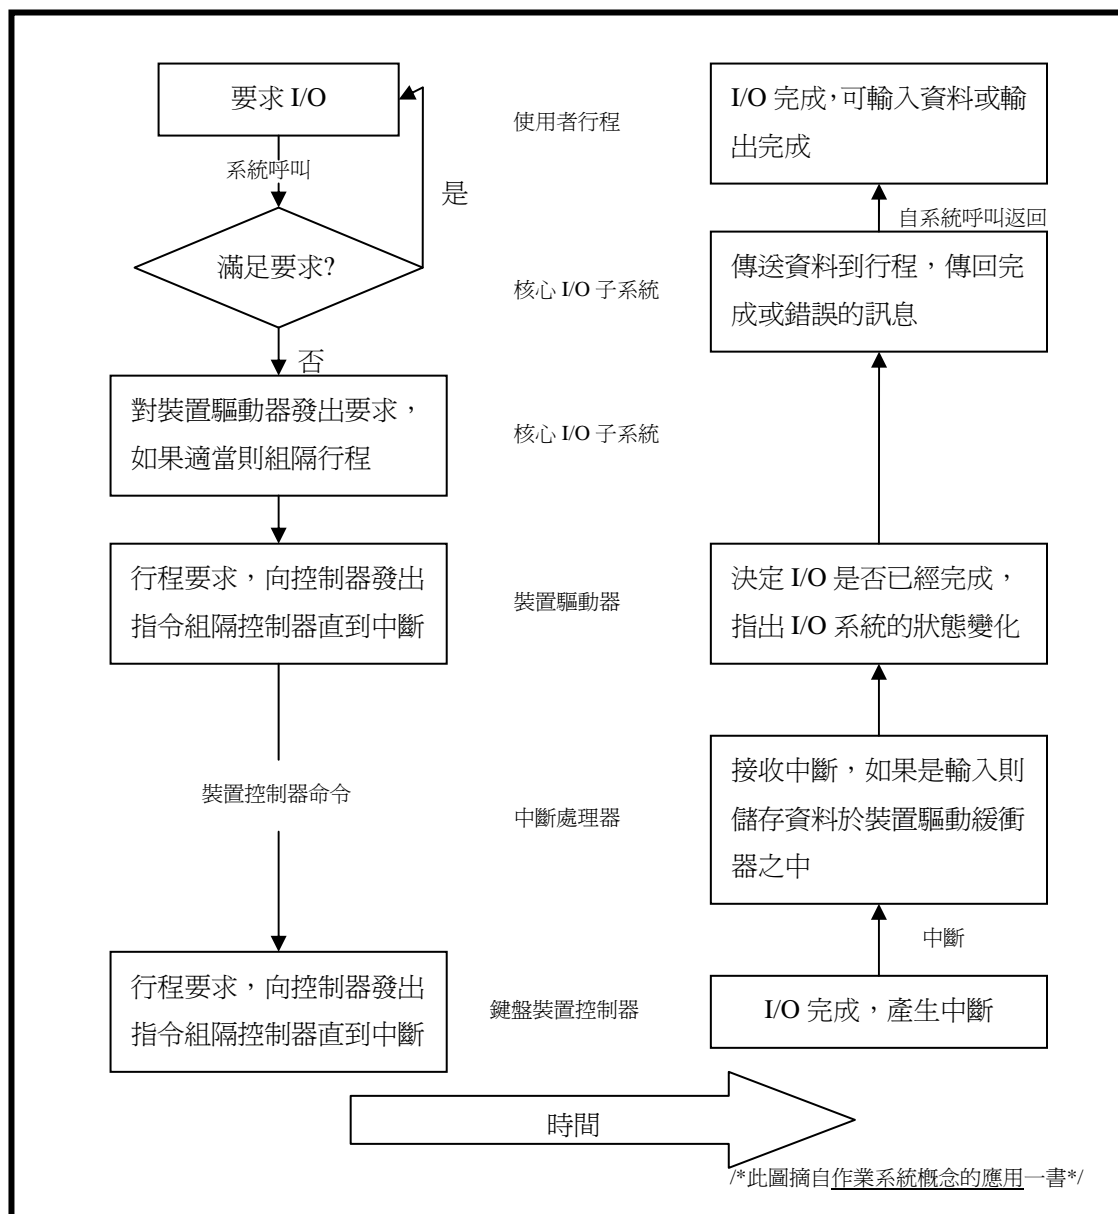 要求 I/O
系統呼叫
是
滿足要求?
否
對裝置驅動器發出要求，
如果適當則組隔行程
行程要求，向控制器發出
指令組隔控制器直到中斷
裝置控制器命令
行程要求，向控制器發出
指令組隔控制器直到中斷
使用者行程
核心 I/O 子系統
核心 I/O 子系統
裝置驅動器
中斷處理器
鍵盤裝置控制器
I/O 完成，可輸入資料或輸
出完成
自系統呼叫返回
傳送資料到行程，傳回完
成或錯誤的訊息
決定 I/O 是否已經完成，
指出 I/O 系統的狀態變化
接收中斷，如果是輸入則
儲存資料於裝置驅動緩衝
器之中
中斷
I/O 完成，產生中斷
時間
/*此圖摘自作業系統概念的應用一書*/